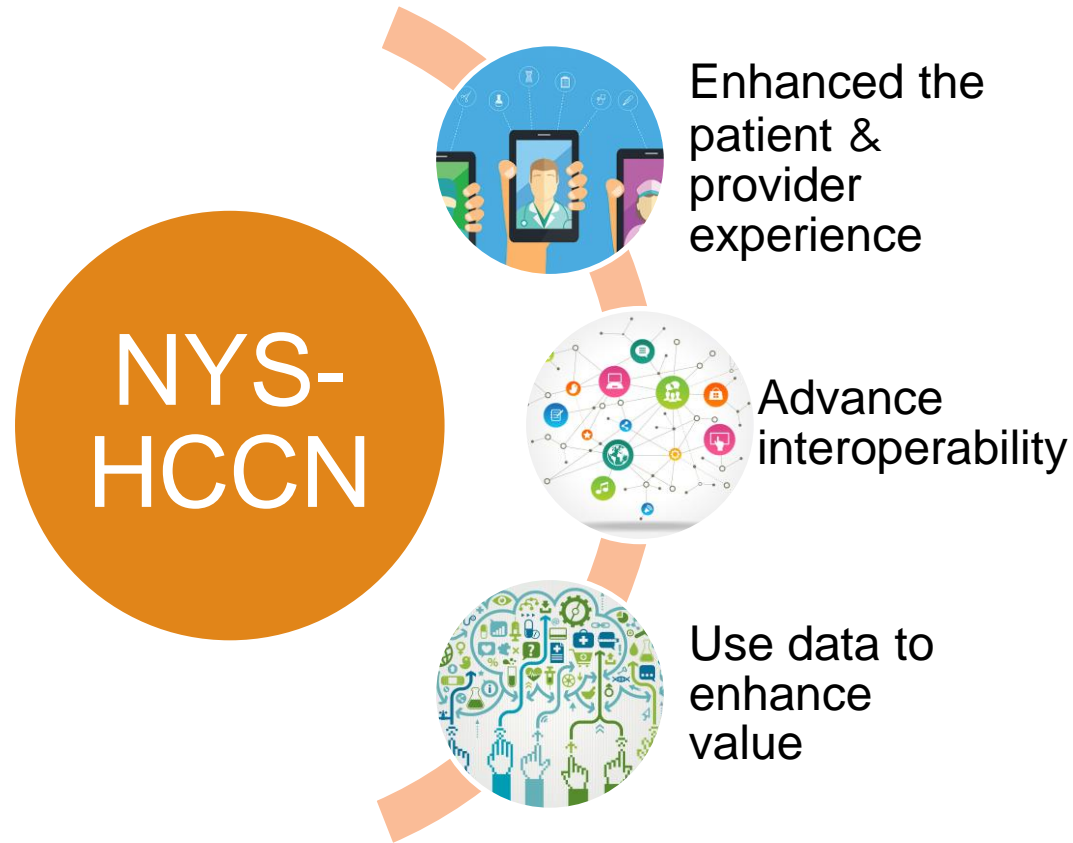 NYS-
HCCN
Enhanced the
patient &
provider
experience
Advance
interoperability
Use data to
enhance
value